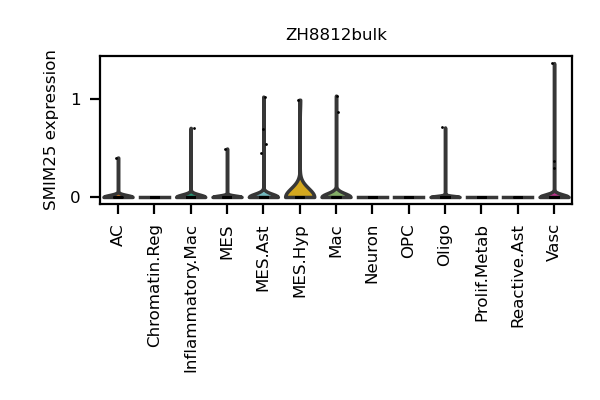 ZH8812bulk
SMIM25 expression
1
0
AC
Chromatin.Reg
Inflammatory.Mac
MES
MES.Ast
MES.Hyp
Mac
Neuron
OPC
Oligo
Prolif.Metab
Reactive.Ast
Vasc